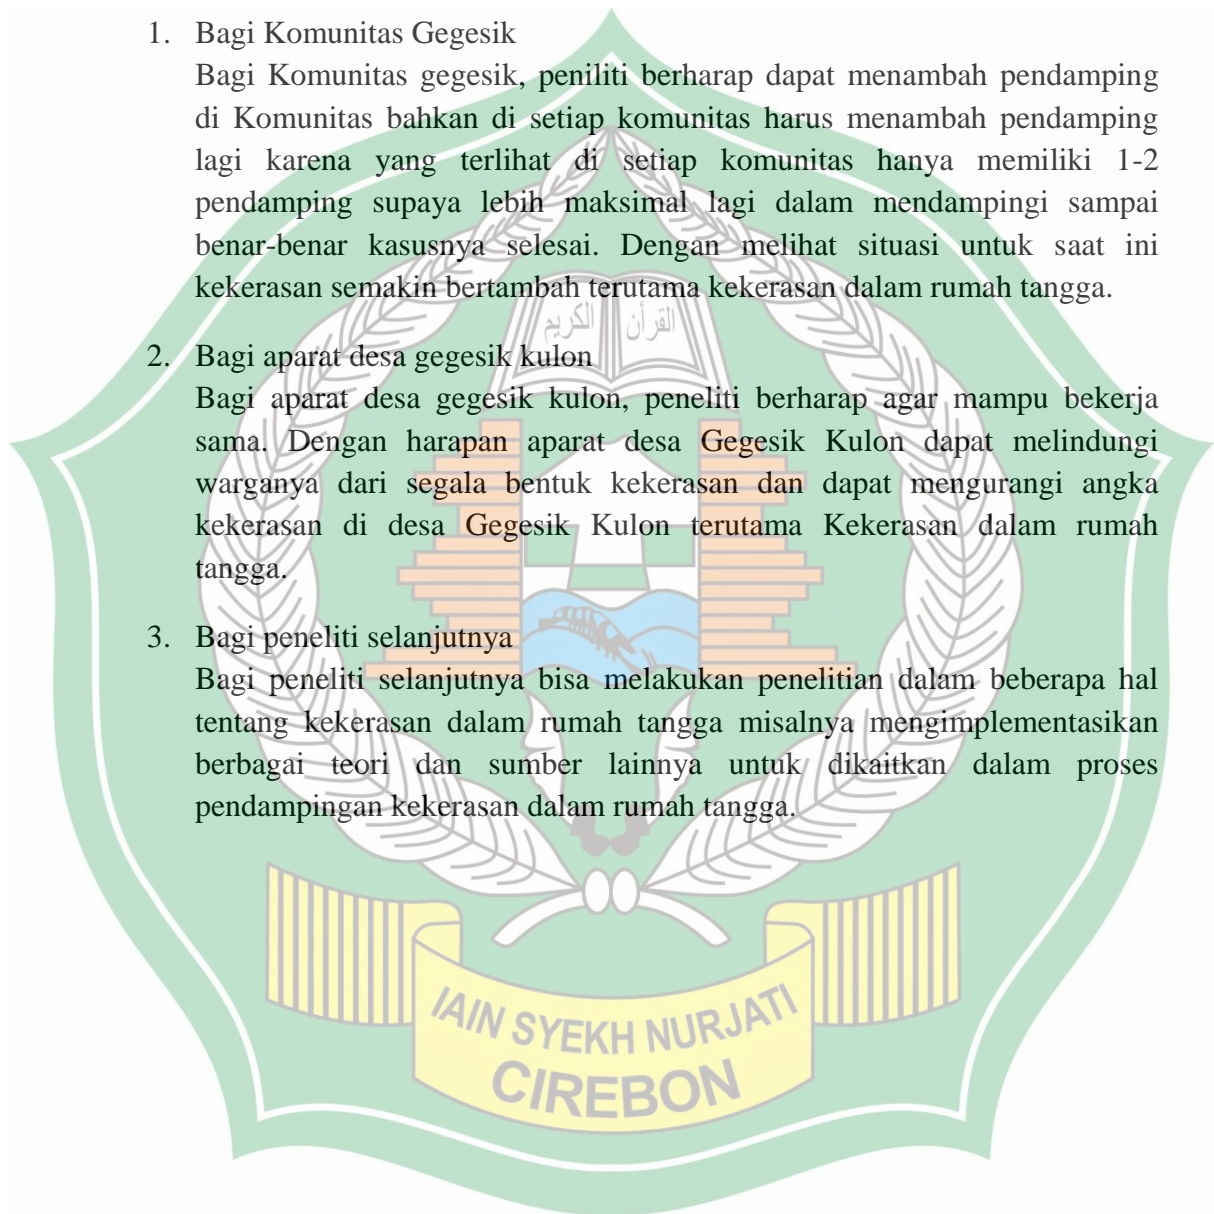 1. Bagi Komunitas Gegesik
Bagi Komunitas gegesik, peniliti berharap dapat menambah pendamping
di Komunitas bahkan di setiap komunitas harus menambah pendamping
lagi karena yang terlihat di setiap komunitas hanya memiliki 1-2
pendamping supaya lebih maksimal lagi dalam mendampingi sampai
benar-benar kasusnya selesai. Dengan melihat situasi untuk saat ini
kekerasan semakin bertambah terutama kekerasan dalam rumah tangga.
القرأن الكريم
2. Bagi aparat desa gegesik kulon
Bagi aparat desa gegesik kulon, peneliti berharap agar mampu bekerja
sama. Dengan harapan aparat desa Gegesik Kulon dapat melindungi
warganya dari segala bentuk kekerasan dan dapat mengurangi angka
kekerasan di desa Gegesik Kulon terutama Kekerasan dalam rumah
tangga.
3. Bagi peneliti selanjutnya
Bagi peneliti selanjutnya bisa melakukan penelitian dalam beberapa hal
tentang kekerasan dalam rumah tangga misalnya mengimplementasikan
berbagai teori dan sumber lainnya untuk dikaitkan dalam proses
pendampingan kekerasan dalam rumah tangga.
IAIN SYEKH NURJATI
CIREBON